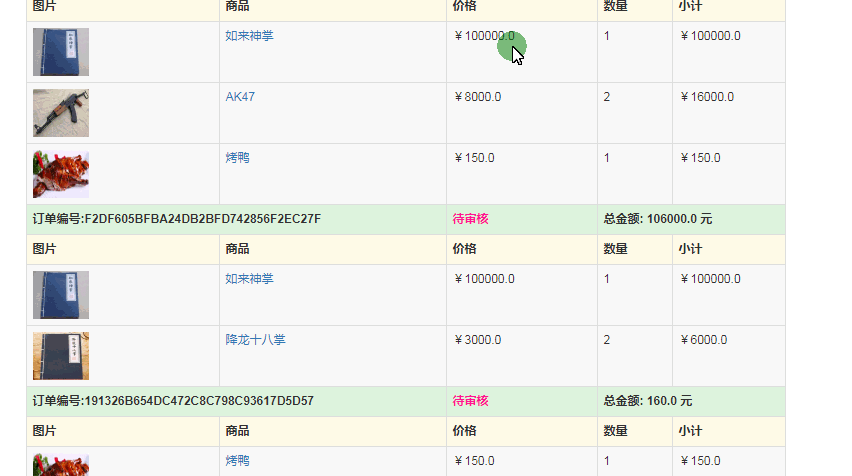 图片 商品 价格 数量 小计
如来神掌 ￥100000.0 1 ￥100000.0
AK47 ￥8000.0 2 ￥16000.0
烤鸭 ￥150.0 1 ￥150.0
订单编号:F2DF605BFBA24DB2BFD742856F2EC27F 待审核 总金额: 106000.0 元
图片 商品 价格 数量 小计
如来神掌 ￥100000.0 1 ￥100000.0
降龙十八掌 ￥3000.0 2 ￥6000.0
订单编号:191326B654DC472C8C798C93617D5D57 待审核 总金额: 160.0 元
图片 商品 价格 数量 小计
烤鸭 ￥150.0 1 ￥150.0